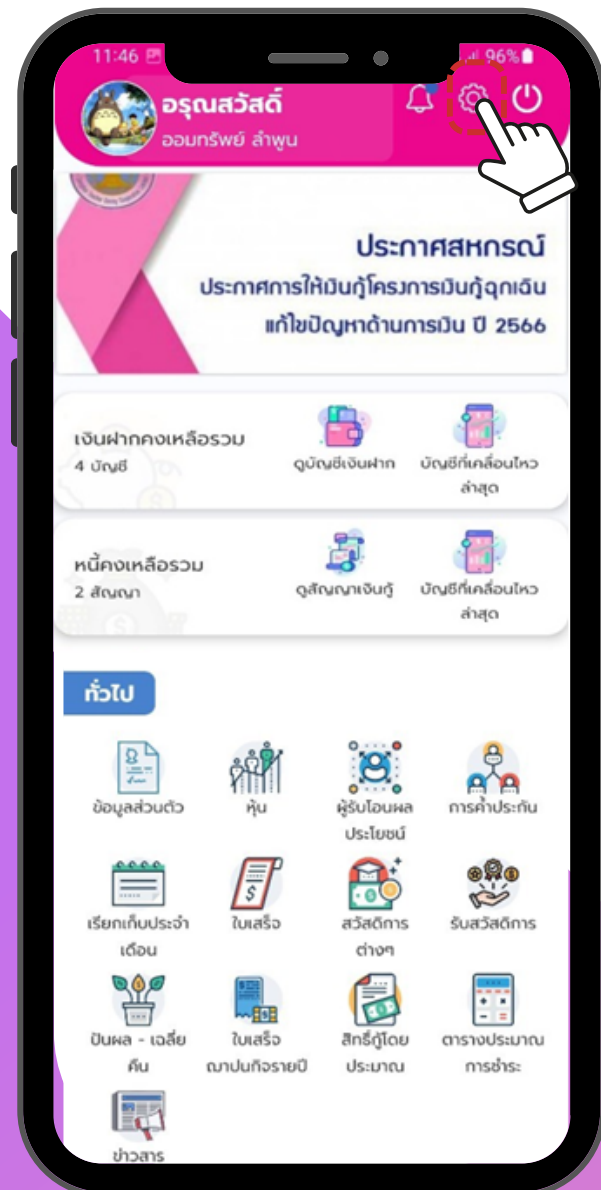 11:46
96%
อรุณสวัสดิ์
ออมทรัพย์ ลำพูน
ประกาศสหกรณ์
ประกาศการให้เงินกู้โครงการเงินกู้ฉุกเฉิน
แก้ไขปัญหาด้านการเงิน ปี 2566
เงินฝากคงเหลือรวม
4 บัญชี
ดูบัญชีเงินฝาก
บัญชีที่เคลื่อนไหว
ล่าสุด
หนี้คงเหลือรวม
2 สัญญา
ดูสัญญาเงินกู้
บัญชีที่เคลื่อนไหว
ล่าสุด
ทั่วไป
ข้อมูลส่วนตัว
หุ้น
ผู้รับโอนผล
ประโยชน์
การค้ำประกัน
เรียกเก็บประจำ
เดือน
ใบเสร็จ
สวัสดิการ
ต่างๆ
รับสวัสดิการ
ปันผล - เฉลี่ย
คืน
ใบเสร็จ
ฌาปนกิจรายปี
สิทธิ์กู้โดย
ประมาณ
ตารางประมาณ
การชำระ
ข่าวสาร